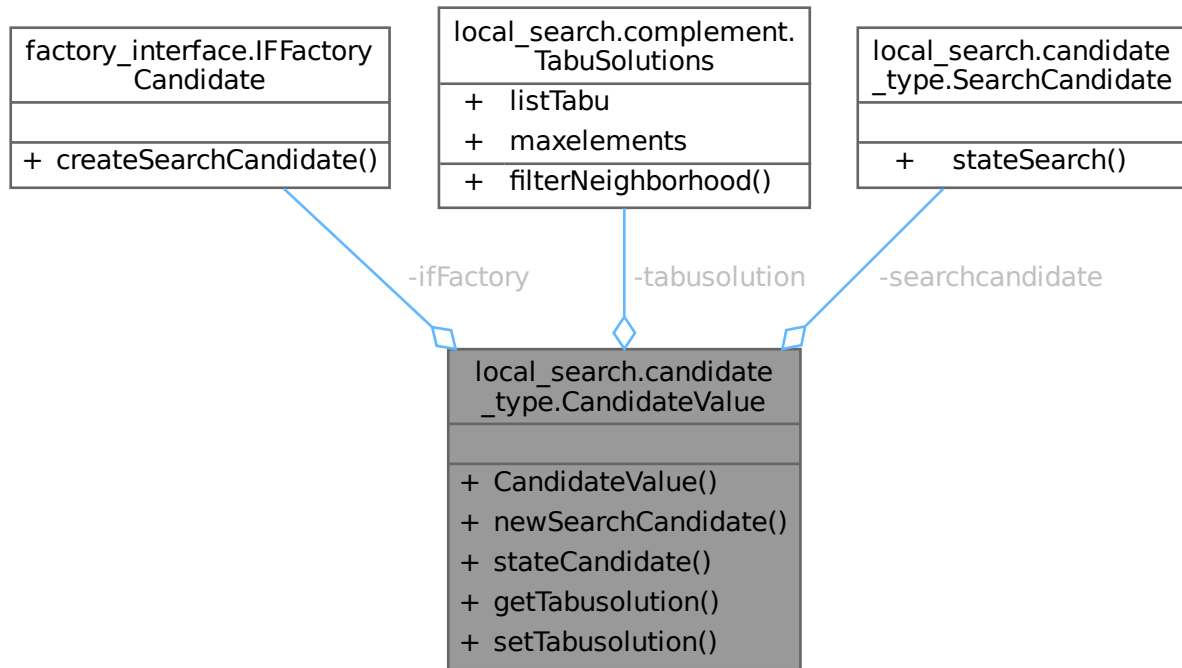 factory_interface.IFFactory
Candidate
+ createSearchCandidate()
local_search.complement.
TabuSolutions
+ listTabu
+ maxelements
+ filterNeighborhood()
local_search.candidate
_type.SearchCandidate
+ stateSearch()
-ifFactory
-tabusolution
-searchcandidate
local_search.candidate
_type.CandidateValue
+ CandidateValue()
+ newSearchCandidate()
+ stateCandidate()
+ getTabusolution()
+ setTabusolution()